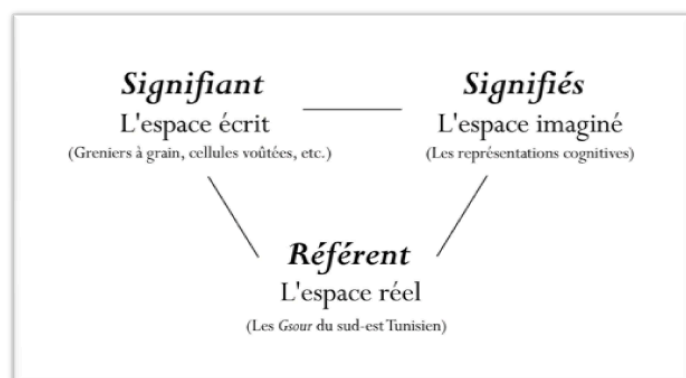 Signifiant
L'espace écrit
(Greniers à grain, cellules voûtées, etc.)
Signifiés
L'espace imaginé
(Les représentations cognitives)
Référent
L'espace réel
(Les Gsour du sud-est Tunisien)